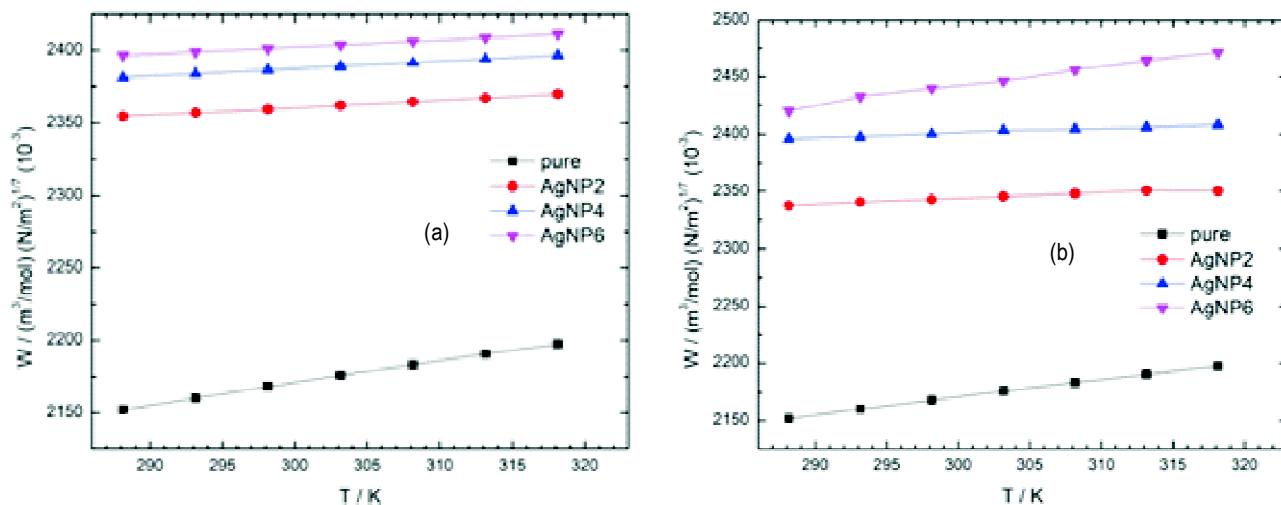 2400
2350
2300
2250
2200
2150
W / (m³/mol) (N/m²)¹/⁷ (10⁻³)
pure
AgNP2
AgNP4
AgNP6
(a)
290 295 300 305 310 315 320
T / K
2500
2450
2400
2350
2300
2250
2200
2150
W / (m³/mol) (N/m²)¹/⁷ (10⁻³)
pure
AgNP2
AgNP4
AgNP6
(b)
290 295 300 305 310 315 320
T / K